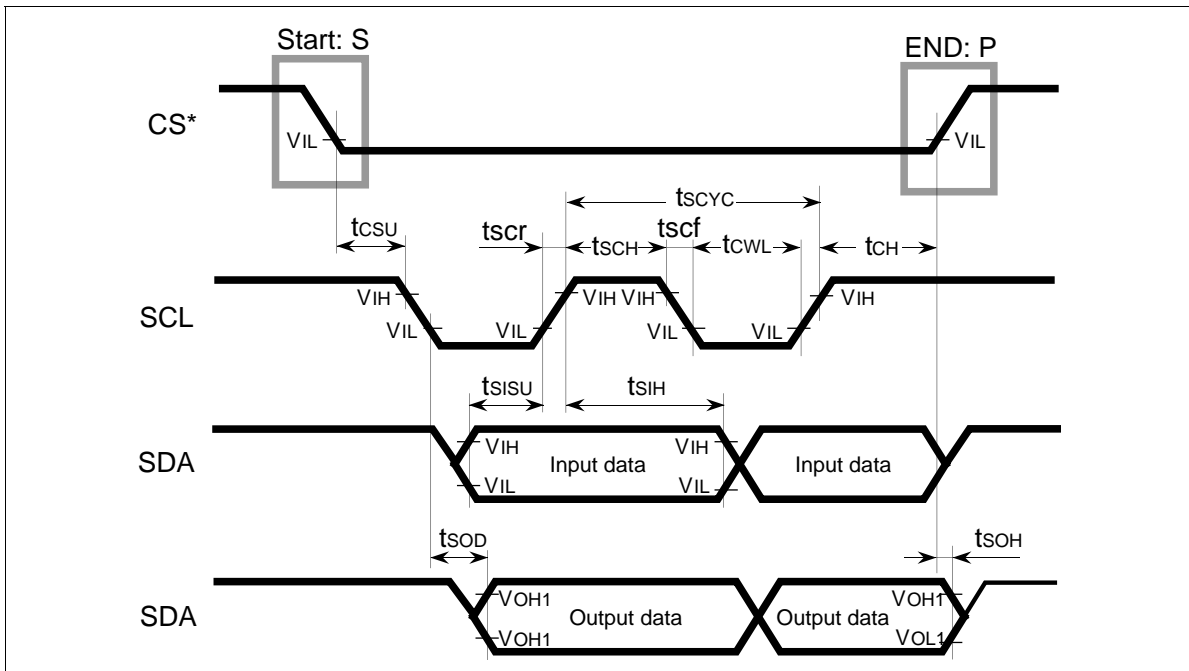 Start: S
END: P
CS*
VIL
VIL
tSCYC
tCSU
tscr
tSCH
tscf
tCWL
tCH
SCL
VIH
VIL
VIL
VIH
VIH
VIL
VIL
VIH
tSISU
tSIH
SDA
VIH
VIL
Input data
VIH
VIL
Input data
tSOD
tSOH
SDA
VOH1
VOH1
Output data
Output data
VOH1
VOL1